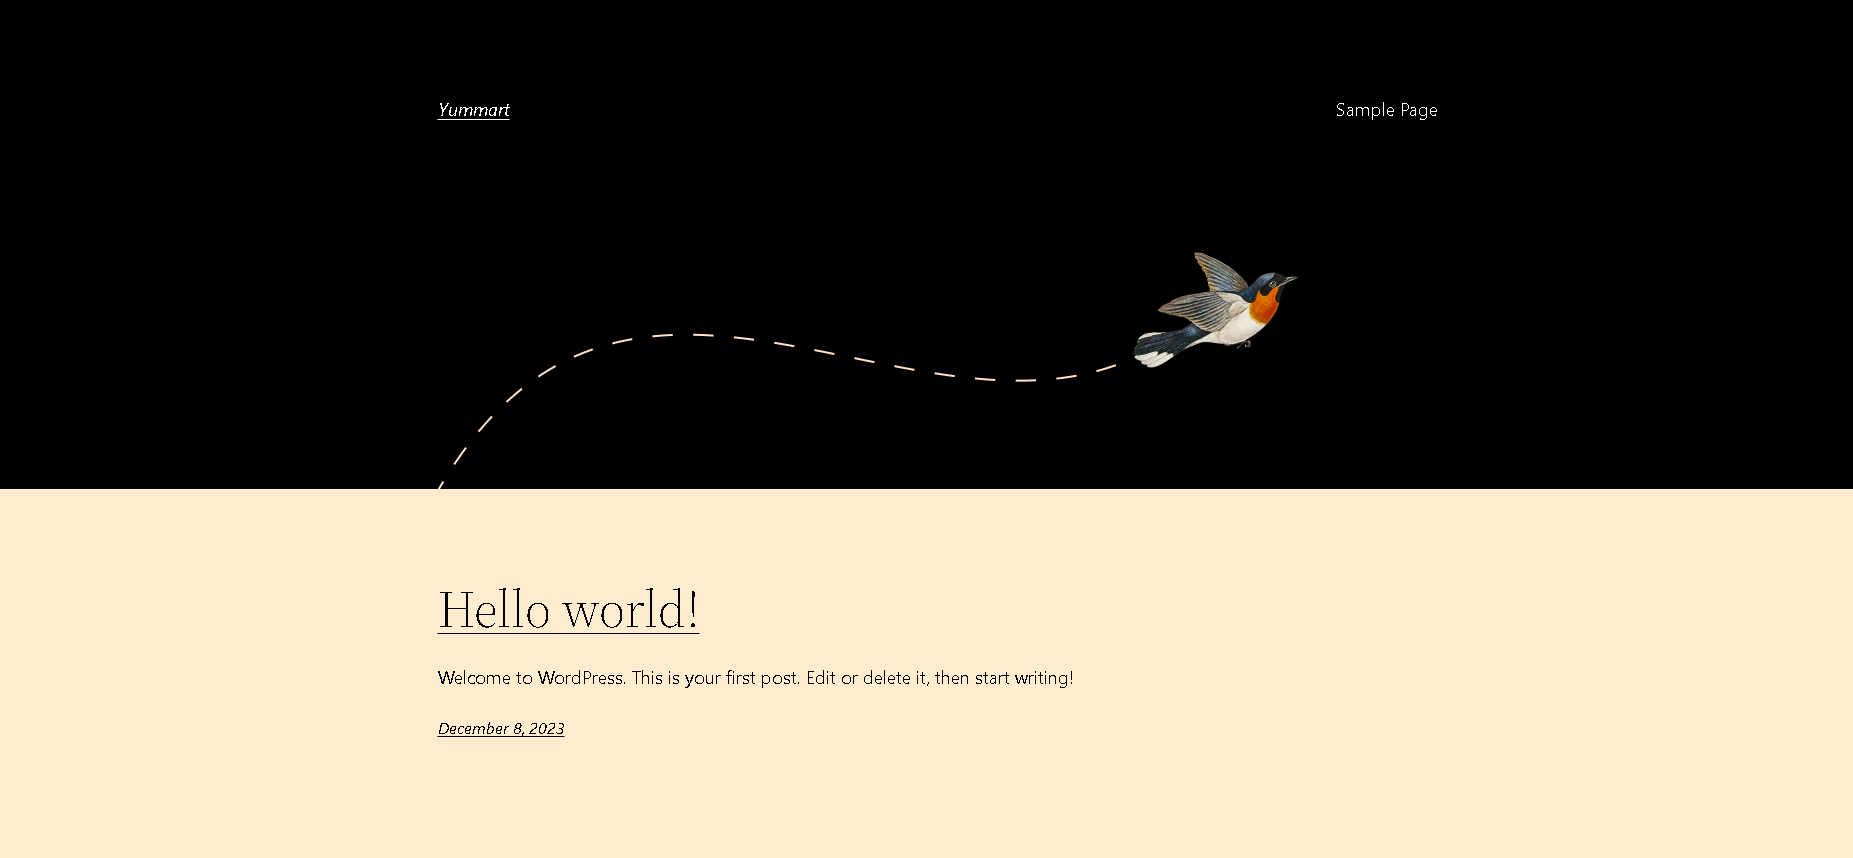 Yummart
Sample Page
Hello world!
Welcome to WordPress. This is your first post. Edit or delete it, then start writing!
December 8, 2023